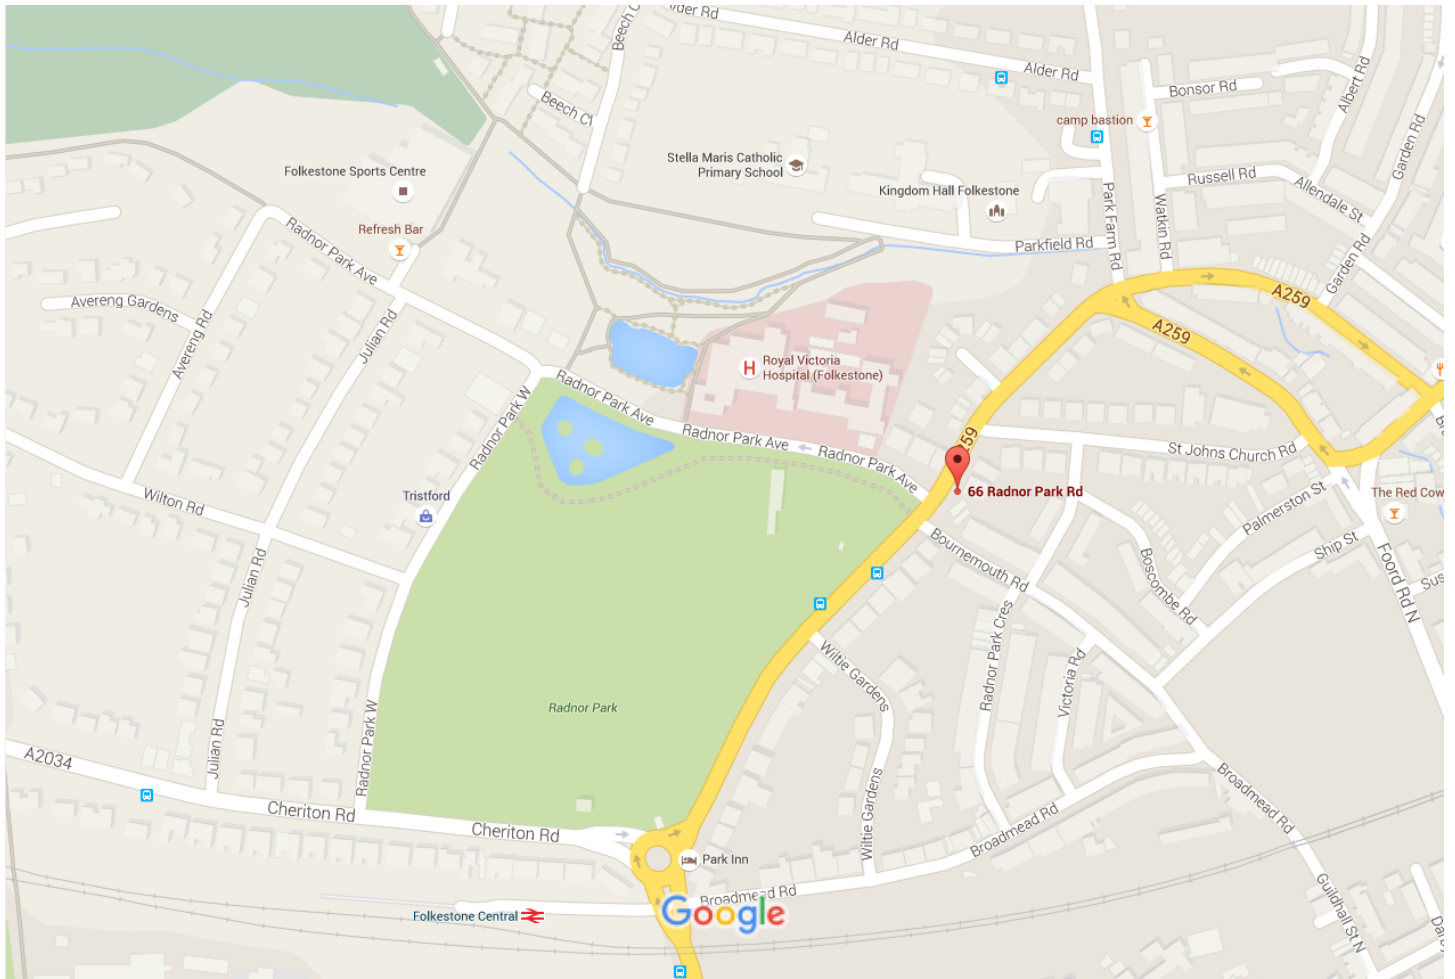 Beech C
lder Rd
Alder Rd
Alder Rd
Bonsor Rd
Albert Rd
Garden Rd
Beech Cl
camp bastion
Stella Maris Catholic
Primary School
Folkestone Sports Centre
Kingdom Hall Folkestone
Russell Rd
Allendale St
Park Farm Rd
Watkin Rd
Refresh Bar
Radnor Park Ave
Parkfield Rd
Garden Rd
Avereng Gardens
Avereng Rd
Julian Rd
A259
A259
Royal Victoria
Hospital (Folkestone)
Radnor Park Ave
Radnor Park Ave
Radnor Park Ave
Radnor Park W
259
St Johns Church Rd
66 Radnor Park Rd
Wilton Rd
Tristford
The Red Cow
Palmerston St
Ship St
Bournemouth Rd
Boscombe Rd
Foord Rd N
Sus
Julian Rd
Radnor Park Cres
Victoria Rd
Wiltie Gardens
Radnor Park
Radnor Park W
Julian Rd
A2034
Cheriton Rd
Cheriton Rd
Wiltie Gardens
Broadmead Rd
Broadmead Rd
Park Inn
Broadmead Rd
Folkestone Central
Google
Guildhall St N